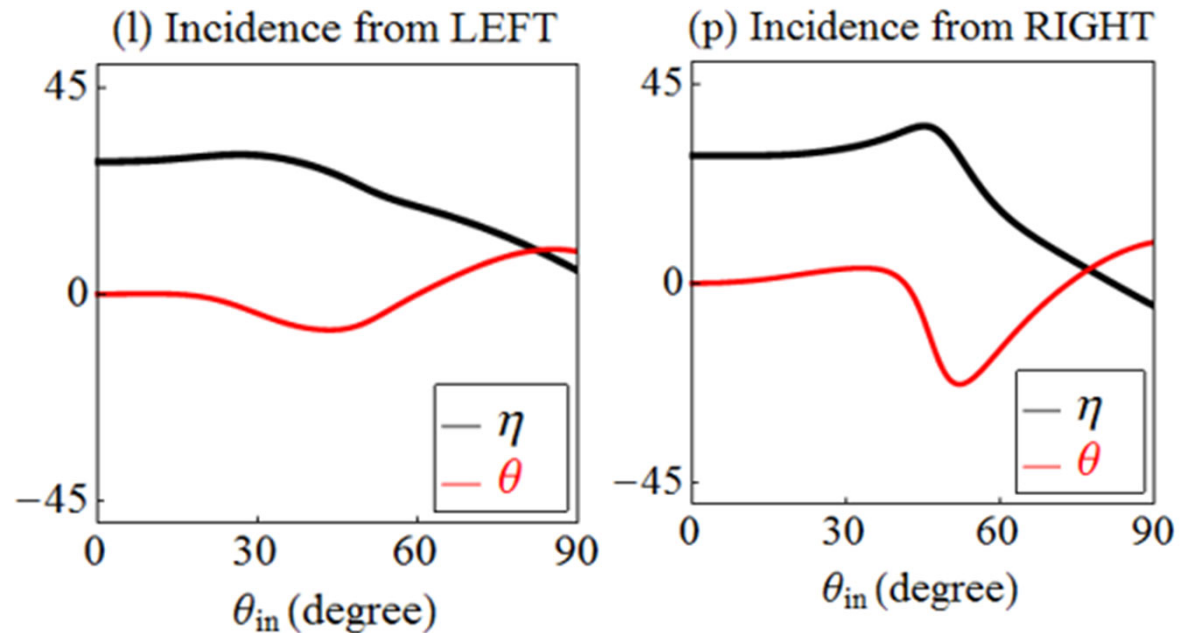 (l) Incidence from LEFT
45
0
−45
η
θ
0 30 60 90
θin (degree)
(p) Incidence from RIGHT
45
0
−45
η
θ
0 30 60 90
θin (degree)